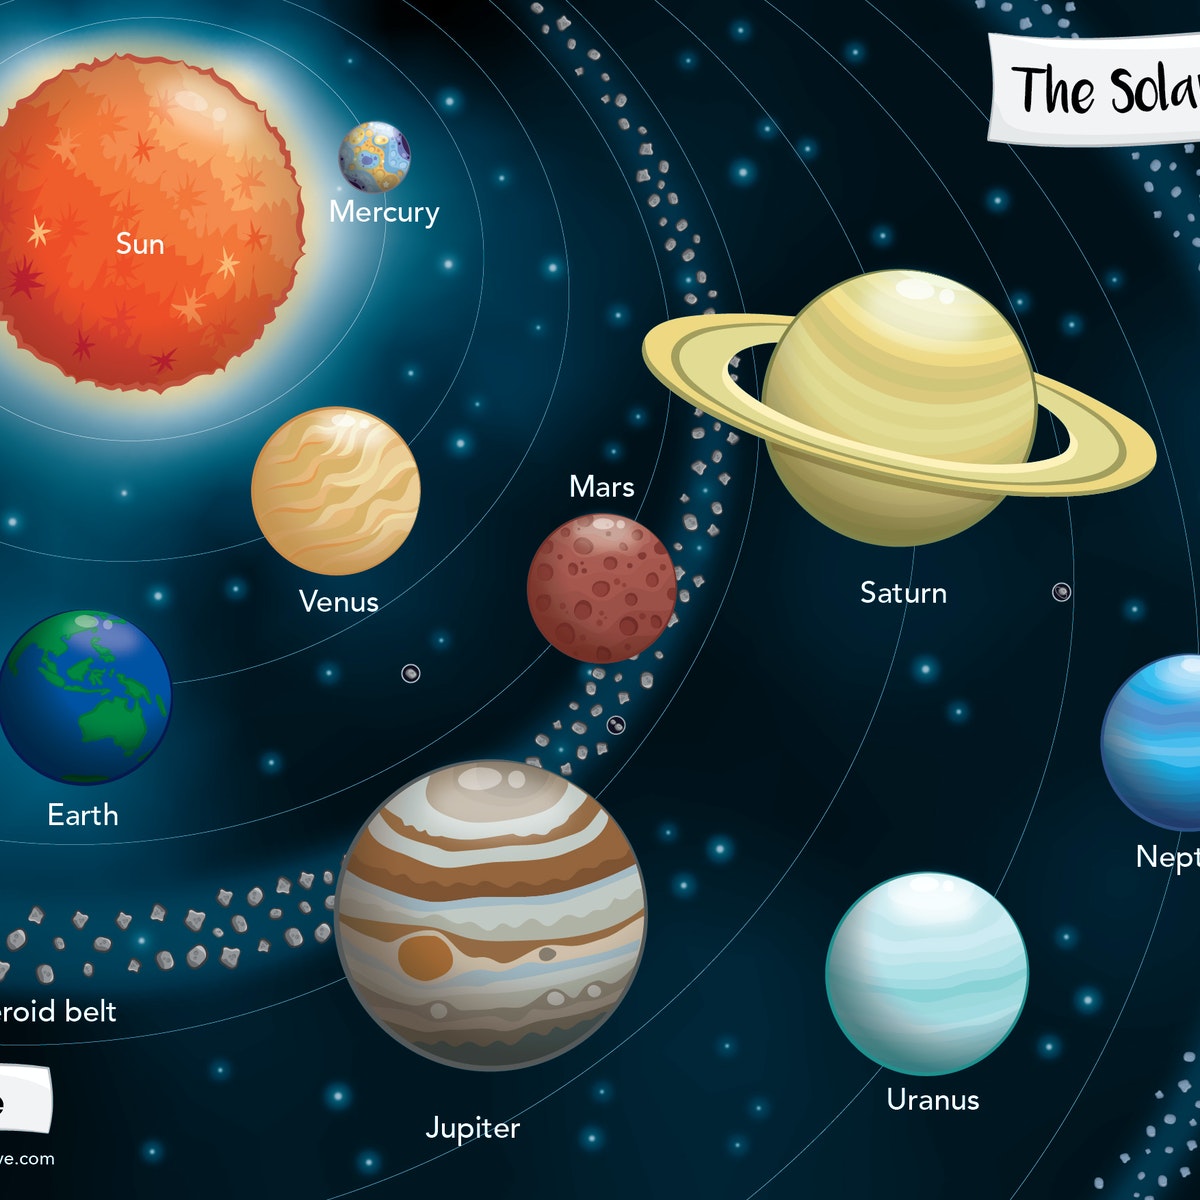 The Sola
Mercury
Sun
Mars
Venus
Saturn
Earth
Nept
eroid belt
Uranus
Jupiter
e
ve.com